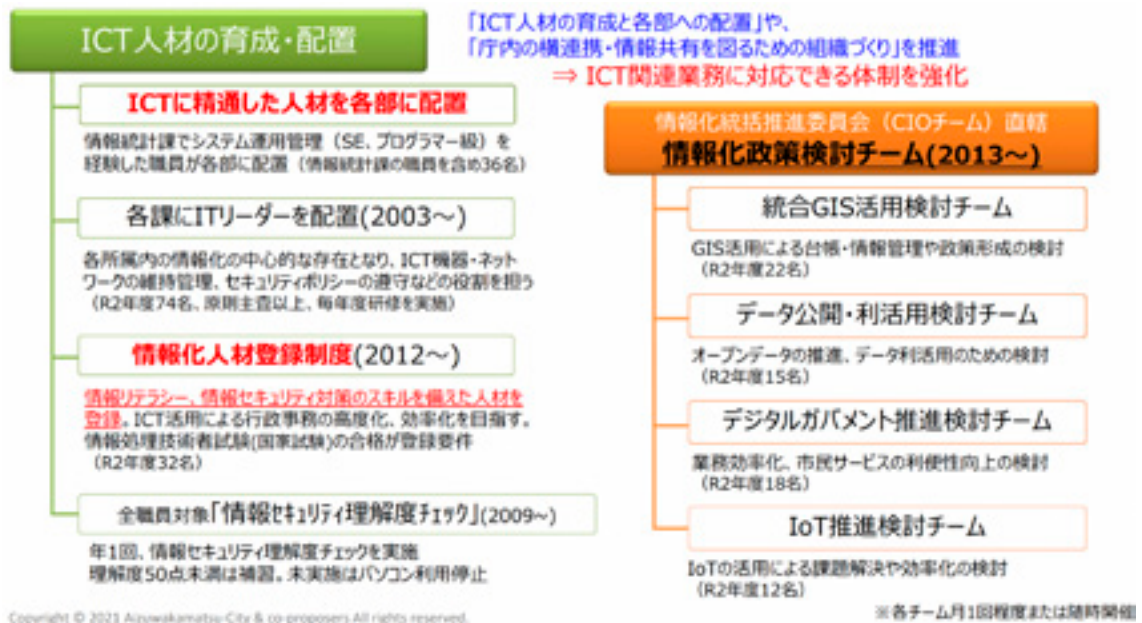 ICT人材の育成・配置
「ICT人材の育成と各部への配置」や、
「庁内の横連携・情報共有を図るための組織づくり」を推進
⇒ ICT関連業務に対応できる体制を強化
ICTに精通した人材を各部に配置
情報統計課でシステム運用管理（SE、プログラマー級）を
経験した職員が各部に配置（情報統計課の職員を含め36名）
各課にITリーダーを配置(2003～)
各所属内の情報化の中心的な存在となり、ICT機器・ネット
ワークの維持管理、セキュリティポリシーの遵守などの役割を担う
（R2年度74名、原則主査以上、毎年度研修を実施）
情報化人材登録制度(2012～)
情報リテラシー、情報セキュリティ対策のスキルを備えた人材を
登録。ICT活用による行政事務の高度化、効率化を目指す。
情報処理技術者試験(国家試験)の合格が登録要件
（R2年度32名）
全職員対象「情報セキュリティ理解度チェック」(2009～)
年1回、情報セキュリティ理解度チェックを実施
理解度50点未満は補習。未実施はパソコン利用停止
情報化統括推進委員会（CIOチーム）直轄
情報化政策検討チーム(2013～)
統合GIS活用検討チーム
GIS活用による台帳・情報管理や政策形成の検討
（R2年度22名）
データ公開・利活用検討チーム
オープンデータの推進、データ利活用のための検討
（R2年度15名）
デジタルガバメント推進検討チーム
業務効率化、市民サービスの利便性向上の検討
（R2年度18名）
IoT推進検討チーム
IoTの活用による課題解決や効率化の検討
（R2年度12名）
※各チーム月1回程度または随時開催
Copyright © 2021 Aizuwakamatsu-City & co-proposers All rights reserved.